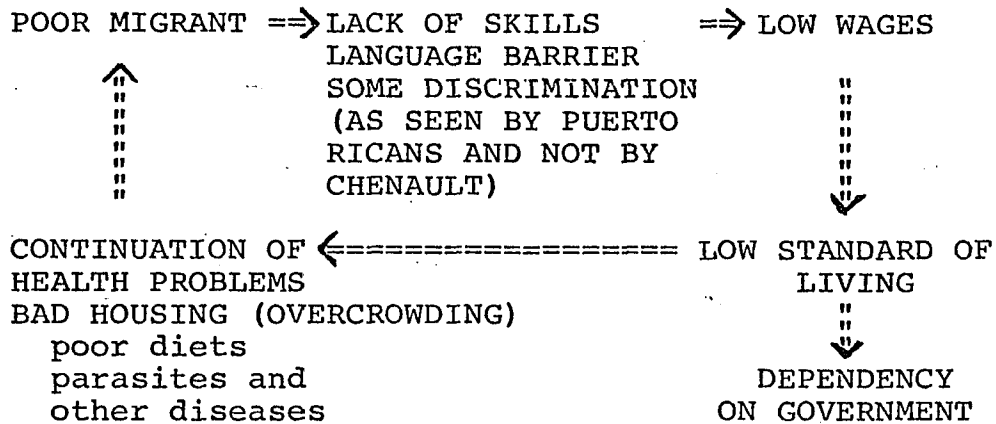 POOR MIGRANT ==> LACK OF SKILLS ==> LOW WAGES
LANGUAGE BARRIER
SOME DISCRIMINATION
(AS SEEN BY PUERTO
RICANS AND NOT BY
CHENAULT)
CONTINUATION OF <================== LOW STANDARD OF
HEALTH PROBLEMS LIVING
BAD HOUSING (OVERCROWDING)
poor diets
parasites and DEPENDENCY
other diseases ON GOVERNMENT